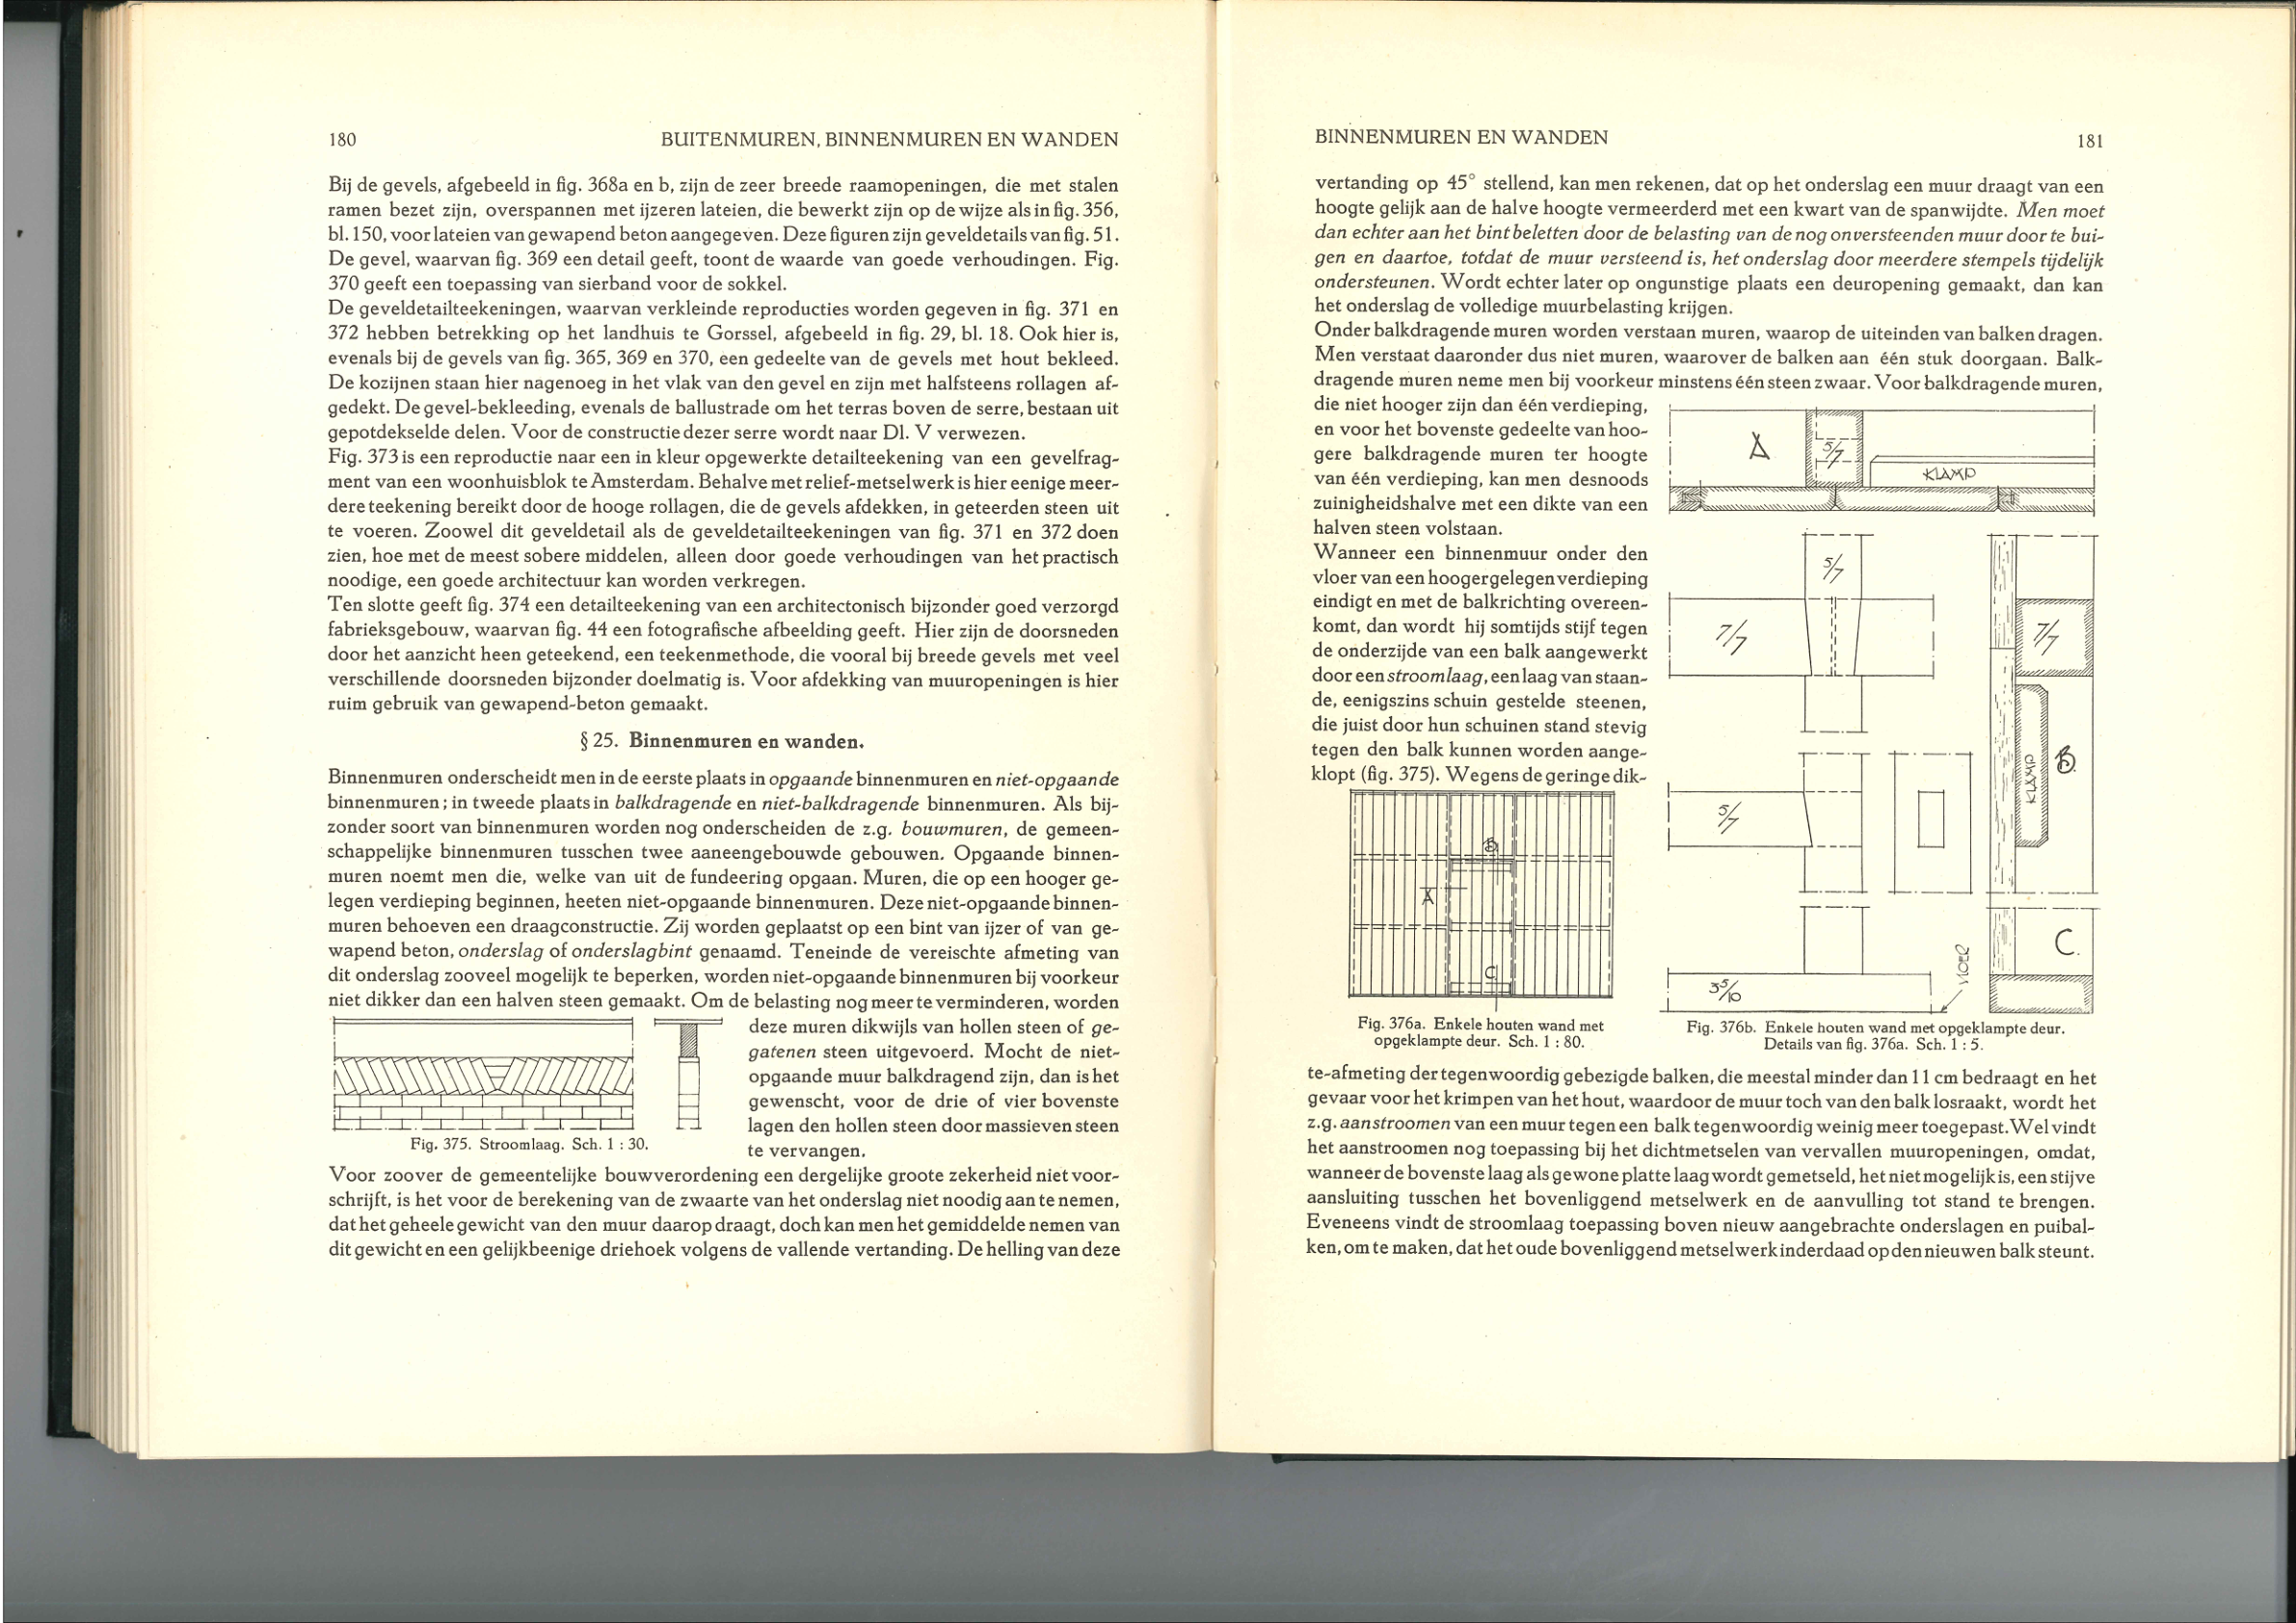 180 BUITENMUREN, BINNENMUREN EN WANDEN
Bij de gevels, afgebeeld in fig. 368a en b, zijn de zeer breede raamopeningen, die met stalen
ramen bezet zijn, overspannen met ijzeren lateien, die bewerkt zijn op de wijze als in fig. 356,
bl. 150, voor lateien van gewapend beton aangegeven. Deze figuren zijn geveldetails van fig. 51.
De gevel, waarvan fig. 369 een detail geeft, toont de waarde van goede verhoudingen. Fig.
370 geeft een toepassing van sierband voor de sokkel.
De geveldetailteekeningen, waarvan verkleinde reproducties worden gegeven in fig. 371 en
372 hebben betrekking op het landhuis te Gorssel, afgebeeld in fig. 29, bl. 18. Ook hier is,
evenals bij de gevels van fig. 365, 369 en 370, een gedeelte van de gevels met hout bekleed.
De kozijnen staan hier nagenoeg in het vlak van den gevel en zijn met halfsteens rollagen af-
gedekt. De gevel-bekleeding, evenals de ballustrade om het terras boven de serre, bestaan uit
gepotdekselde delen. Voor de constructie dezer serre wordt naar Dl. V verwezen.
Fig. 373 is een reproductie naar een in kleur opgewerkte detailteekening van een gevelfrag-
ment van een woonhuisblok te Amsterdam. Behalve met relief-metselwerk is hier eenige meer-
dere teekening bereikt door de hooge rollagen, die de gevels afdekken, in geteerden steen uit
te voeren. Zoowel dit geveldetail als de geveldetailteekeningen van fig. 371 en 372 doen
zien, hoe met de meest sobere middelen, alleen door goede verhoudingen van het practisch
noodige, een goede architectuur kan worden verkregen.
Ten slotte geeft fig. 374 een detailteekening van een architectonisch bijzonder goed verzorgd
fabrieksgebouw, waarvan fig. 44 een fotografische afbeelding geeft. Hier zijn de doorsneden
door het aanzicht heen geteekend, een teekenmethode, die vooral bij breede gevels met veel
verschillende doorsneden bijzonder doelmatig is. Voor afdekking van muuropeningen is hier
ruim gebruik van gewapend-beton gemaakt.
§ 25. Binnenmuren en wanden.
Binnenmuren onderscheidt men in de eerste plaats in opgaande binnenmuren en niet-opgaande
binnenmuren; in tweede plaats in balkdragende en niet-balkdragende binnenmuren. Als bij-
zonder soort van binnenmuren worden nog onderscheiden de z.g. bouwmuren, de gemeen-
schappelijke binnenmuren tusschen twee aaneengebouwde gebouwen. Opgaande binnen-
muren noemt men die, welke van uit de fundeering opgaan. Muren, die op een hooger ge-
legen verdieping beginnen, heeten niet-opgaande binnenmuren. Deze niet-opgaande binnen-
muren behoeven een draagconstructie. Zij worden geplaatst op een bint van ijzer of van ge-
wapend beton, onderslag of onderslagbint genaamd. Teneinde de vereischte afmeting van
dit onderslag zooveel mogelijk te beperken, worden niet-opgaande binnenmuren bij voorkeur
niet dikker dan een halven steen gemaakt. Om de belasting nog meer te verminderen, worden
deze muren dikwijls van hollen steen of ge-
gatenen steen uitgevoerd. Mocht de niet-
opgaande muur balkdragend zijn, dan is het
gewenscht, voor de drie of vier bovenste
lagen den hollen steen door massieven steen
te vervangen.
Fig. 375. Stroomlaag. Sch. 1 : 30.
Voor zoover de gemeentelijke bouwverordening een dergelijke groote zekerheid niet voor-
schrijft, is het voor de berekening van de zwaarte van het onderslag niet noodig aan te nemen,
dat het geheele gewicht van den muur daarop draagt, doch kan men het gemiddelde nemen van
dit gewicht en een gelijkbeenige driehoek volgens de vallende vertanding. De helling van deze
BINNENMUREN EN WANDEN 181
vertanding op 45° stellend, kan men rekenen, dat op het onderslag een muur draagt van een
hoogte gelijk aan de halve hoogte vermeerderd met een kwart van de spanwijdte. Men moet
dan echter aan het bint beletten door de belasting van de nog onversteenden muur door te bui-
gen en daartoe, totdat de muur versteend is, het onderslag door meerdere stempels tijdelijk
ondersteunen. Wordt echter later op ongunstige plaats een deuropening gemaakt, dan kan
het onderslag de volledige muurbelasting krijgen.
Onder balkdragende muren worden verstaan muren, waarop de uiteinden van balken dragen.
Men verstaat daaronder dus niet muren, waarover de balken aan één stuk doorgaan. Balk-
dragende muren neme men bij voorkeur minstens één steen zwaar. Voor balkdragende muren,
die niet hooger zijn dan één verdieping,
en voor het bovenste gedeelte van hoo-
gere balkdragende muren ter hoogte
van één verdieping, kan men desnoods
zuinigheidshalve met een dikte van een
halven steen volstaan.
Wanneer een binnenmuur onder den
vloer van een hooger gelegen verdieping
eindigt en met de balkrichting overeen-
komt, dan wordt hij somtijds stijf tegen
de onderzijde van een balk aangewerkt
door een stroomlaag, een laag van staan-
de, eenigszins schuin gestelde steenen,
die juist door hun schuinen stand stevig
tegen den balk kunnen worden aange-
klopt (fig. 375). Wegens de geringe dik-
A 5/7 KLAMP
5/7
7/7 7/7
KLAMP B.
5/7
C.
VLOER
3⁵/10
B
A
C
Fig. 376a. Enkele houten wand met
opgeklampte deur. Sch. 1 : 80.
Fig. 376b. Enkele houten wand met opgeklampte deur.
Details van fig. 376a. Sch. 1 : 5.
te-afmeting der tegenwoordig gebezigde balken, die meestal minder dan 11 cm bedraagt en het
gevaar voor het krimpen van het hout, waardoor de muur toch van den balk losraakt, wordt het
z.g. aanstroomen van een muur tegen een balk tegenwoordig weinig meer toegepast. Wel vindt
het aanstroomen nog toepassing bij het dichtmetselen van vervallen muuropeningen, omdat,
wanneer de bovenste laag als gewone platte laag wordt gemetseld, het niet mogelijk is, een stijve
aansluiting tusschen het bovenliggend metselwerk en de aanvulling tot stand te brengen.
Eveneens vindt de stroomlaag toepassing boven nieuw aangebrachte onderslagen en puibal-
ken, om te maken, dat het oude bovenliggend metselwerk inderdaad op den nieuwen balk steunt.